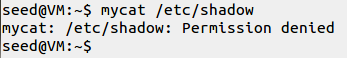 seed@VM:~$ mycat /etc/shadow
mycat: /etc/shadow: Permission denied
seed@VM:~$